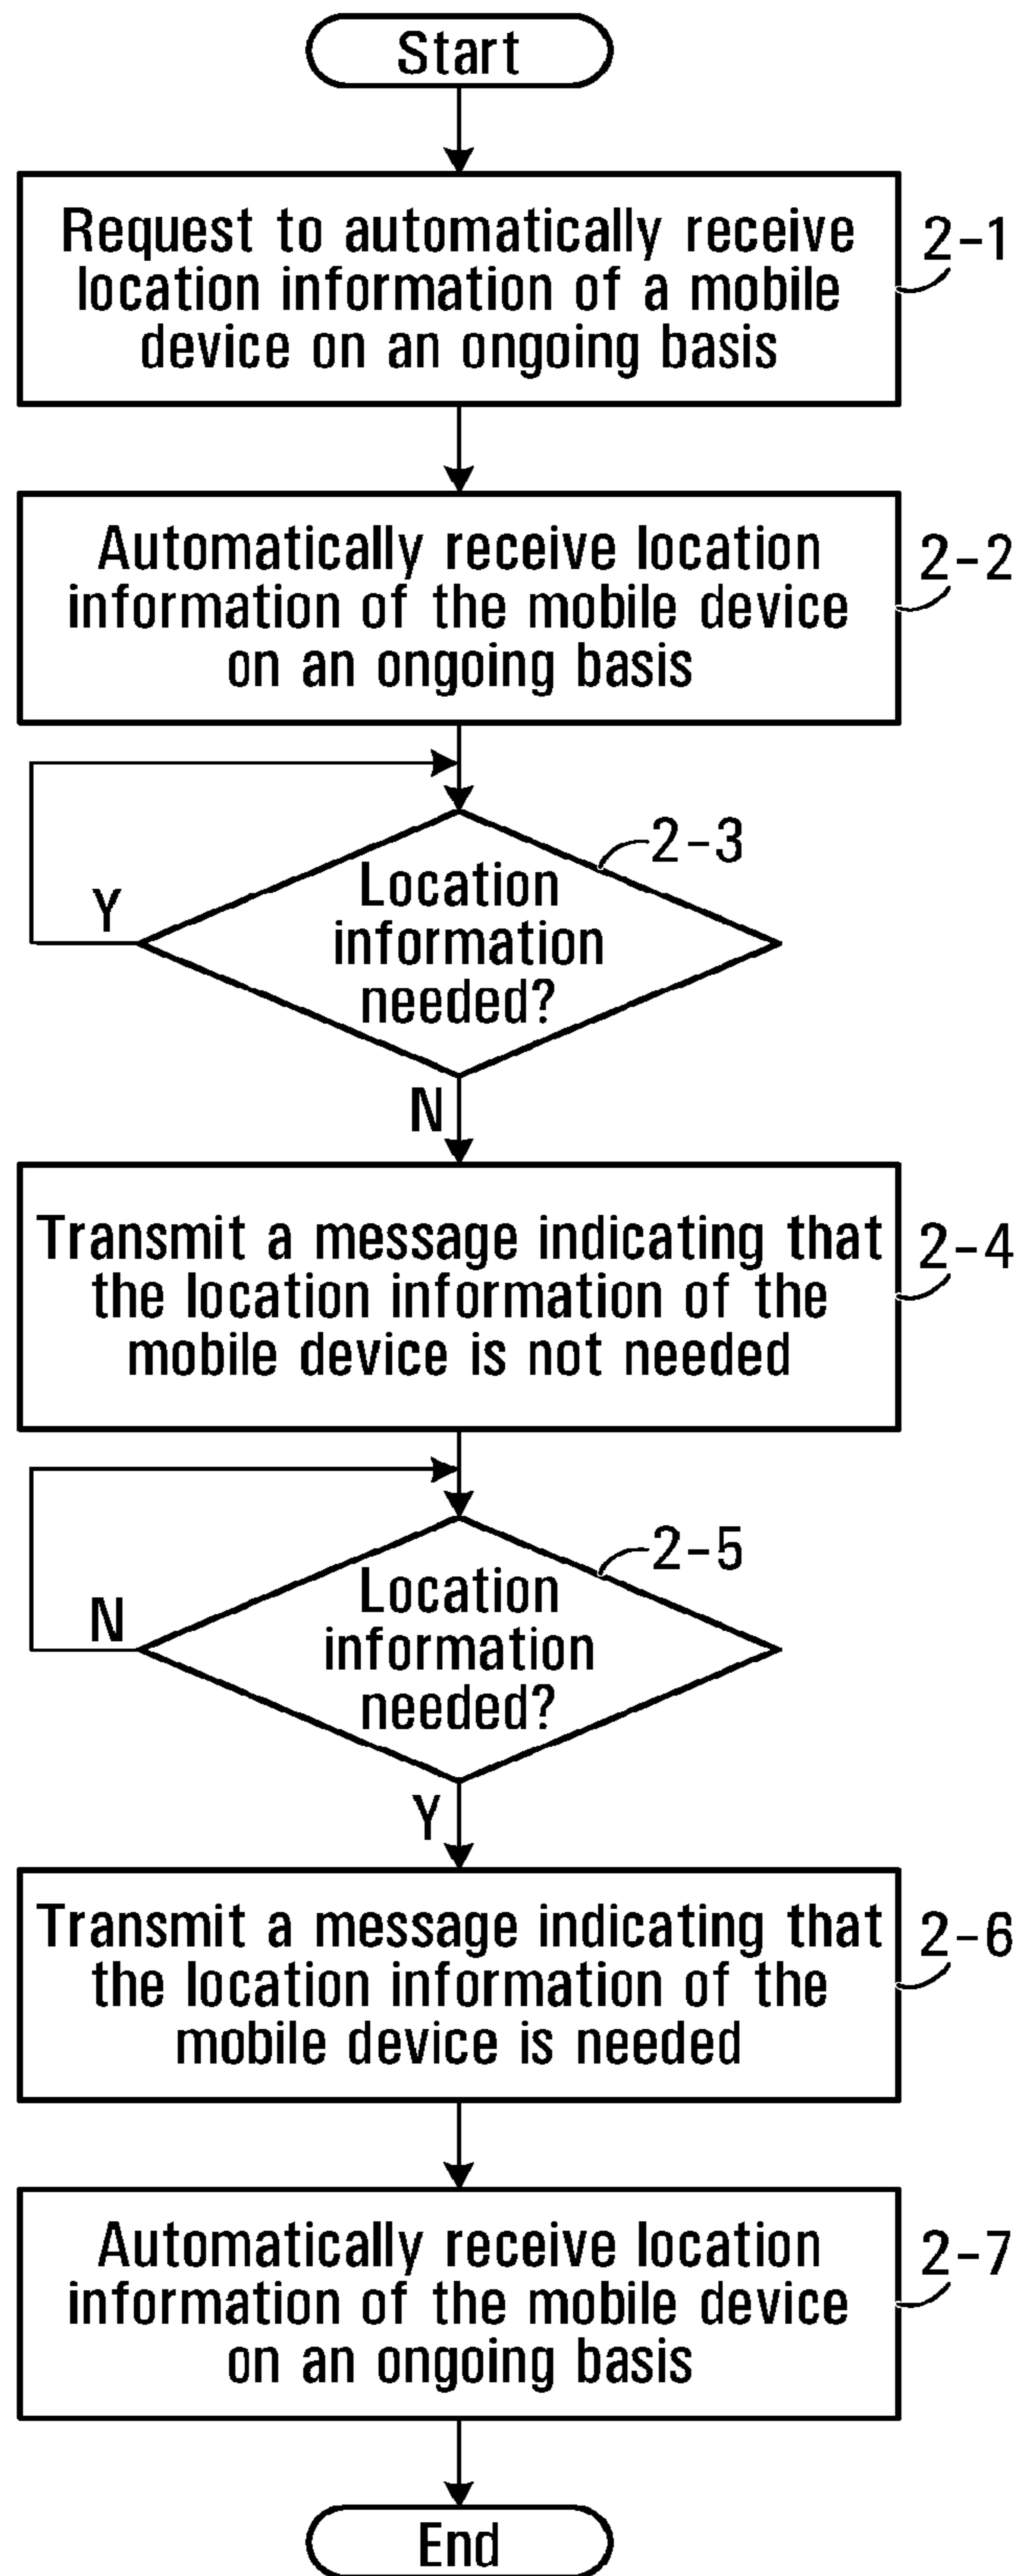 Start
Request to automatically receive
location information of a mobile
device on an ongoing basis
2-1
Automatically receive location
information of the mobile device
on an ongoing basis
2-2
2-3
Location
information
needed?
Y
N
Transmit a message indicating that
the location information of the
mobile device is not needed
2-4
2-5
Location
information
needed?
N
Y
Transmit a message indicating that
the location information of the
mobile device is needed
2-6
Automatically receive location
information of the mobile device
on an ongoing basis
2-7
End